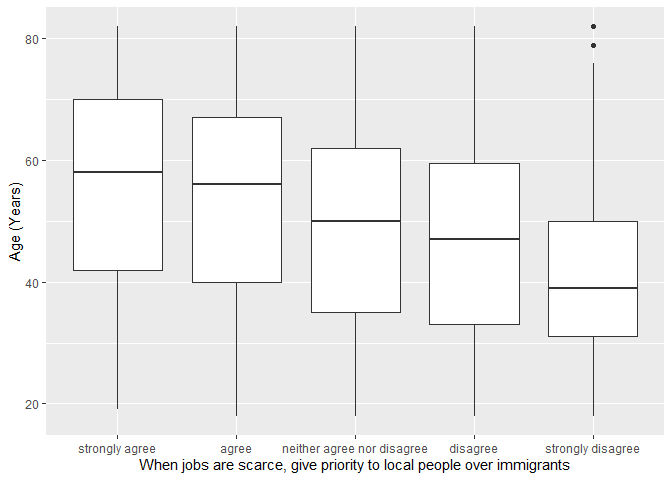 Age (Years)
80
60
40
20
strongly agree
agree
neither agree nor disagree
disagree
strongly disagree
When jobs are scarce, give priority to local people over immigrants